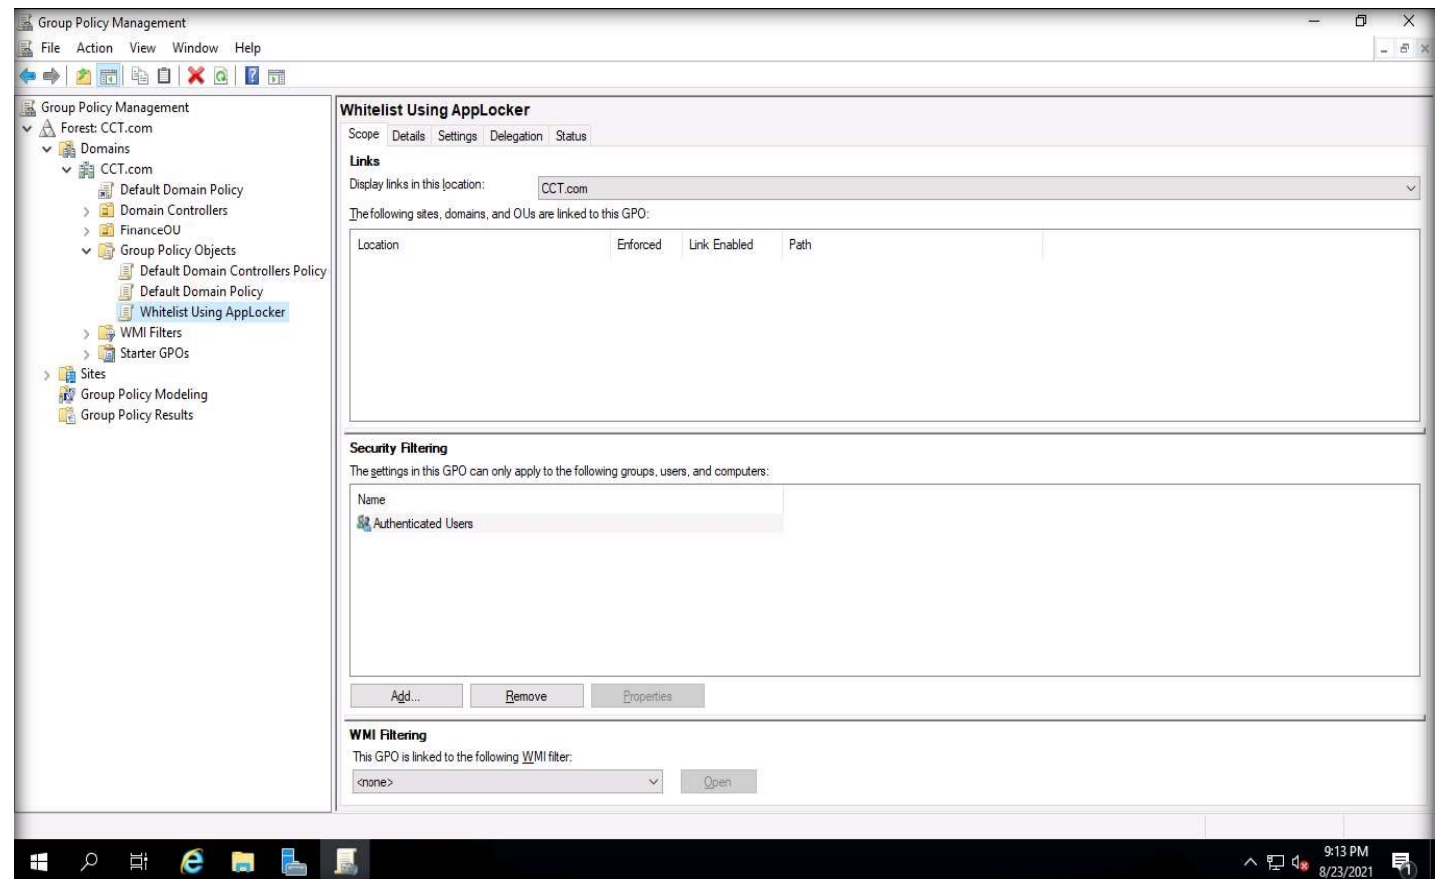 Group Policy Management
File Action View Window Help
Group Policy Management
Forest: CCT.com
Domains
CCT.com
Default Domain Policy
Domain Controllers
FinanceOU
Group Policy Objects
Default Domain Controllers Policy
Default Domain Policy
Whitelist Using AppLocker
WMI Filters
Starter GPOs
Sites
Group Policy Modeling
Group Policy Results
Whitelist Using AppLocker
Scope Details Settings Delegation Status
Links
Display links in this location: CCT.com
The following sites, domains, and OUs are linked to this GPO:
Location Enforced Link Enabled Path
Security Filtering
The settings in this GPO can only apply to the following groups, users, and computers:
Name
Authenticated Users
Add... Remove Properties
WMI Filtering
This GPO is linked to the following WMI filter:
<none> Open
9:13 PM
8/23/2021
1